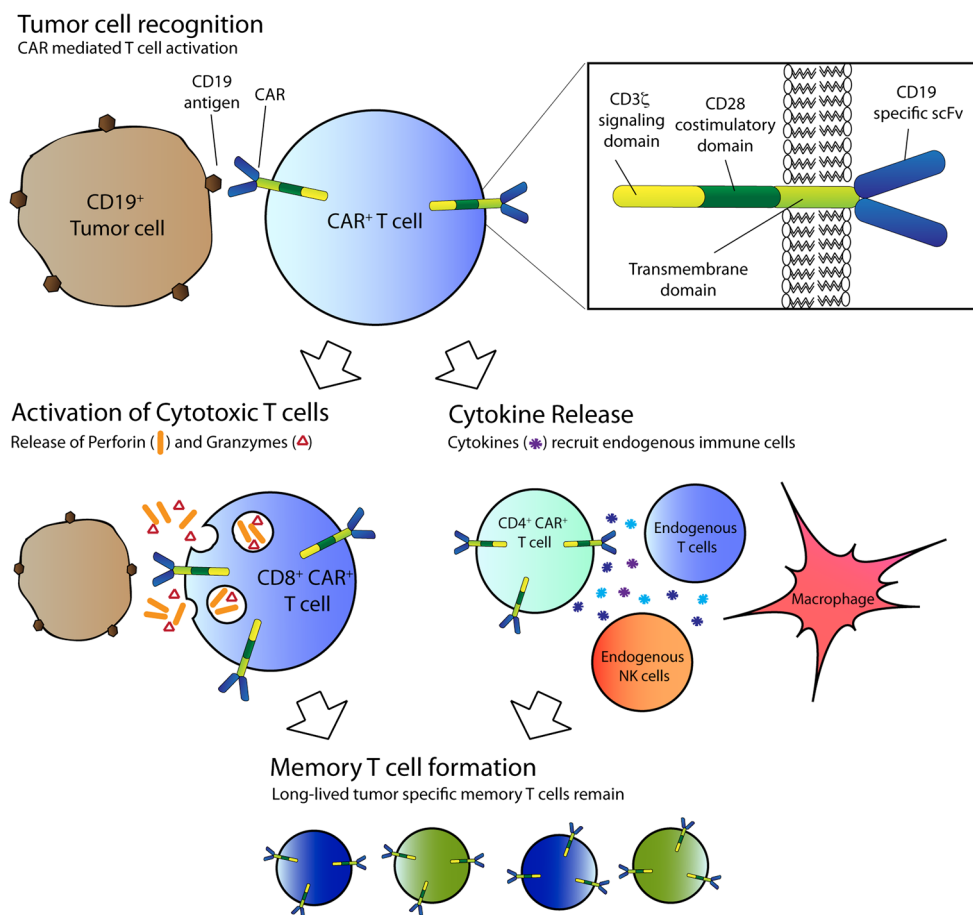 Tumor cell recognition
CAR mediated T cell activation
CD19
antigen
CAR
CD19⁺
Tumor cell
CAR⁺ T cell
CD3ζ
signaling
domain
CD28
costimulatory
domain
CD19
specific scFv
Transmembrane
domain
Activation of Cytotoxic T cells
Release of Perforin ( ) and Granzymes ( )
CD8⁺ CAR⁺
T cell
Cytokine Release
Cytokines ( ) recruit endogenous immune cells
CD4⁺ CAR⁺
T cell
Endogenous
T cells
Macrophage
Endogenous
NK cells
Memory T cell formation
Long-lived tumor specific memory T cells remain